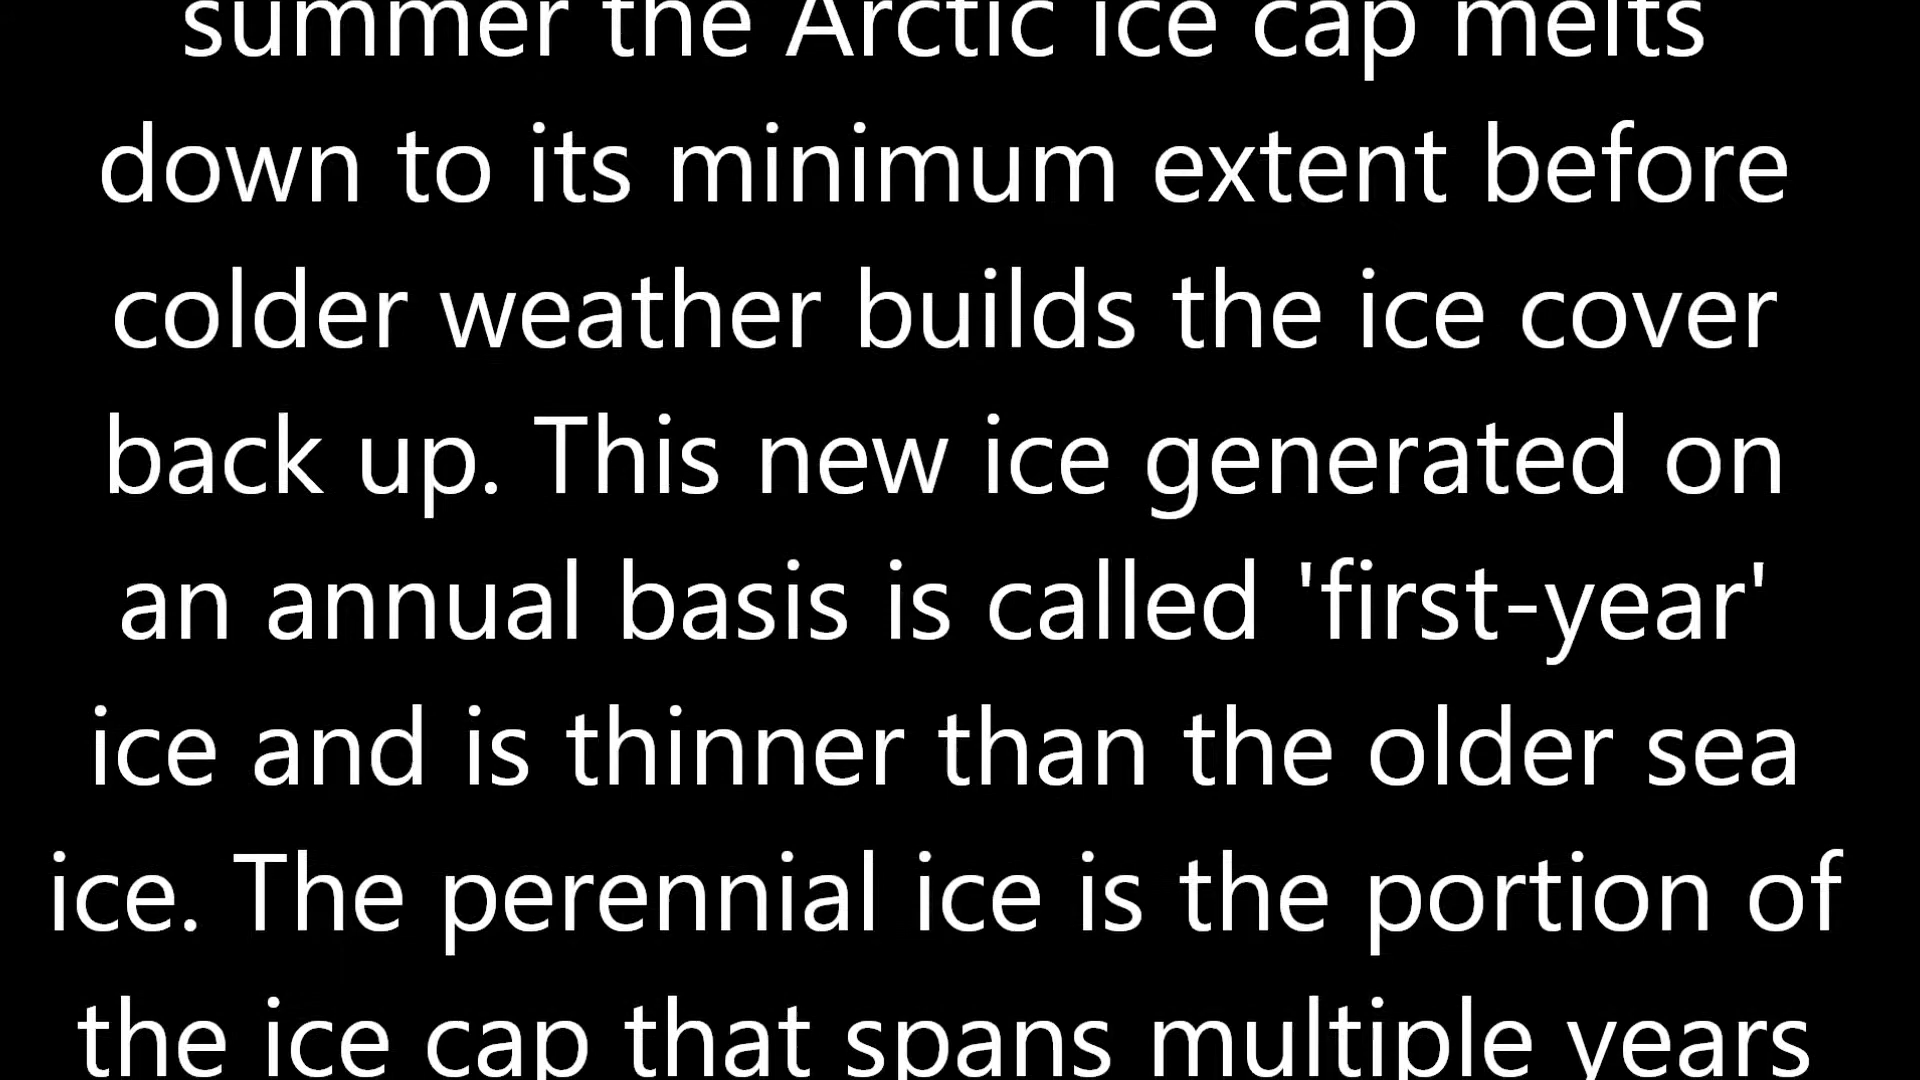 summer the Arctic ice cap melts
down to its minimum extent before
colder weather builds the ice cover
back up. This new ice generated on
an annual basis is called 'first-year'
ice and is thinner than the older sea
ice. The perennial ice is the portion of
the ice cap that spans multiple years